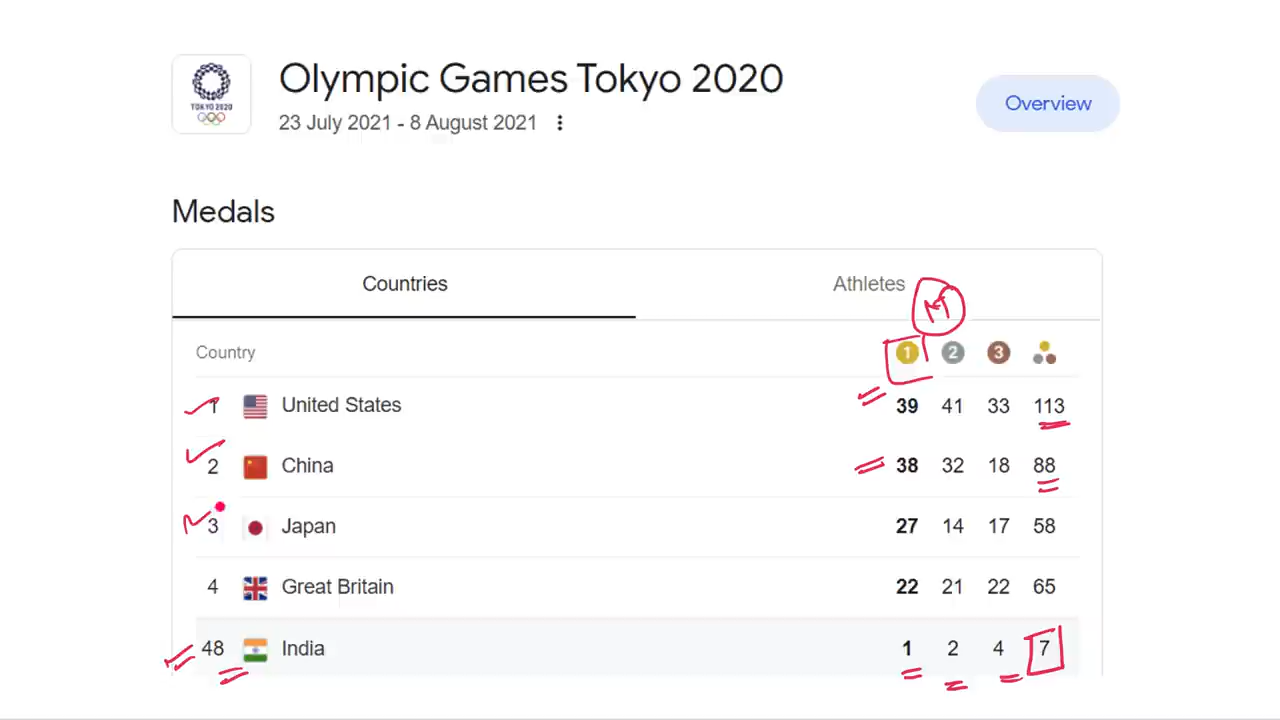 Olympic Games Tokyo 2020
TOKYO 2020
23 July 2021 - 8 August 2021
Overview
Medals
Countries Athletes
M
Country 1 2 3
1 United States 39 41 33 113
2 China 38 32 18 88
3 Japan 27 14 17 58
4 Great Britain 22 21 22 65
48 India 1 2 4 7